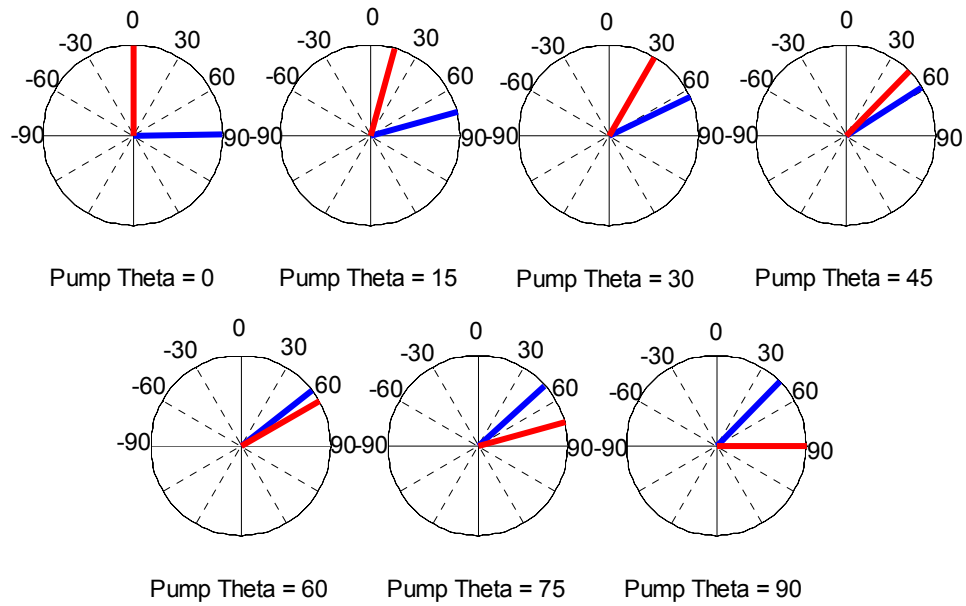 0 0 0 0
-30 30 -30 30 -30 30 -30 30
-60 60 -60 60 -60 60 -60 60
-90 90 -90 90 -90 90 -90 90
Pump Theta = 0 Pump Theta = 15 Pump Theta = 30 Pump Theta = 45
0 0 0
-30 30 -30 30 -30 30
-60 60 -60 60 -60 60
-90 90 -90 90 -90 90
Pump Theta = 60 Pump Theta = 75 Pump Theta = 90